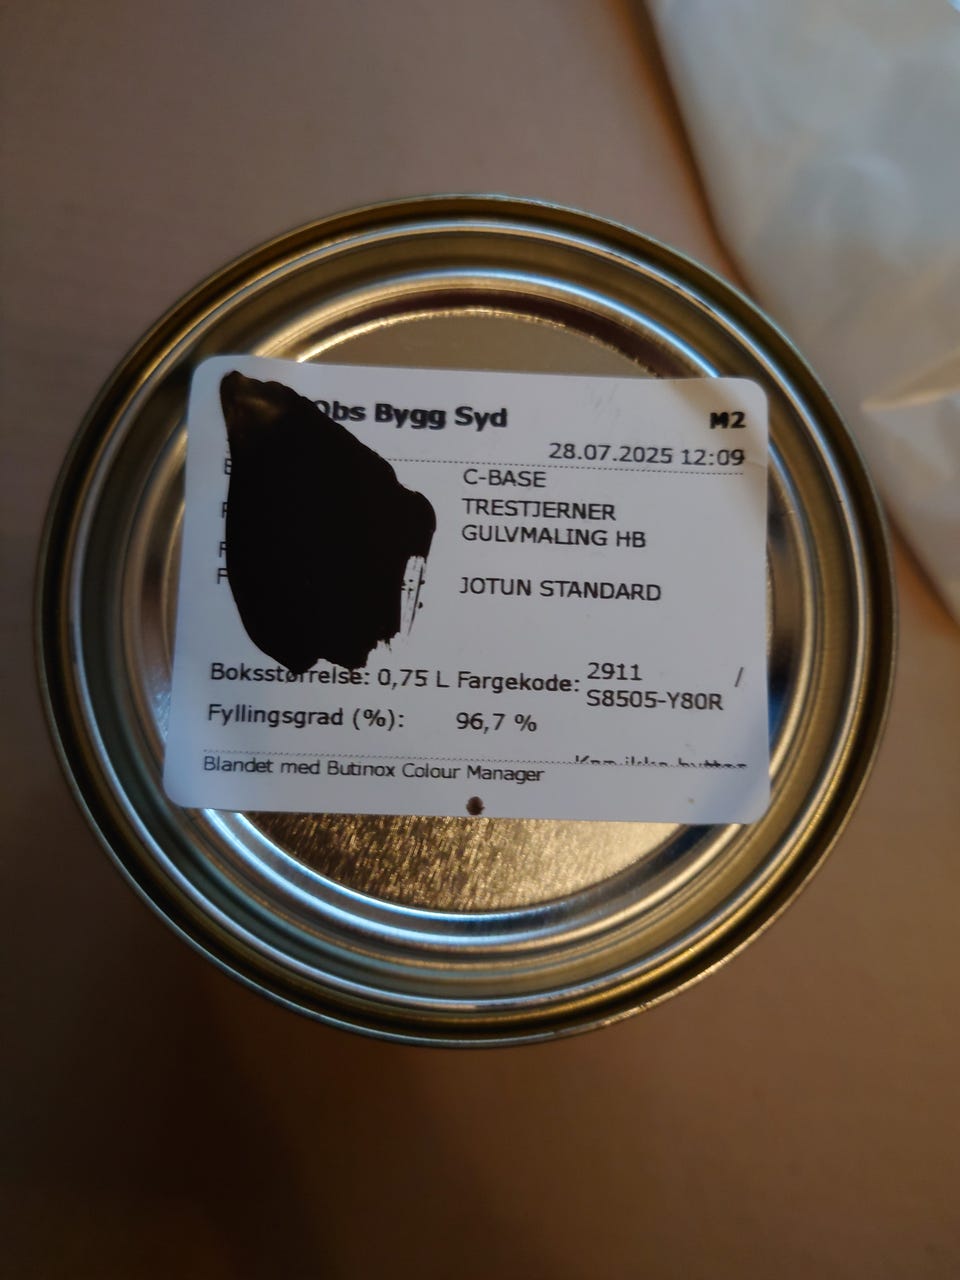 Obs Bygg Syd M2
28.07.2025 12:09
C-BASE
TRESTJERNER
GULVMALING HB
JOTUN STANDARD
Boksstørrelse: 0,75 L Fargekode: 2911 /
S8505-Y80R
Fyllingsgrad (%): 96,7 %
Blandet med Butinox Colour Manager